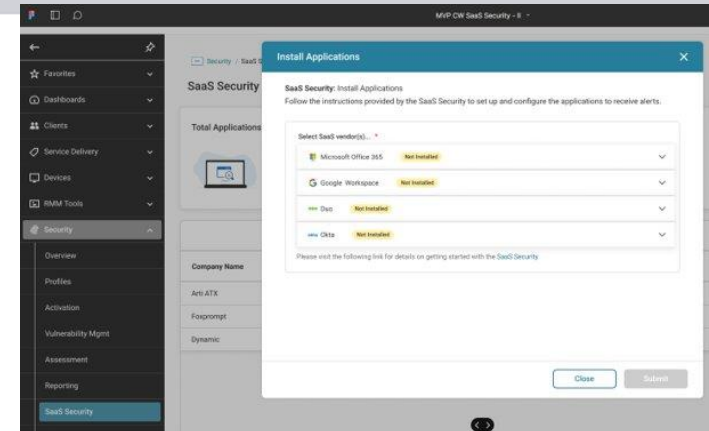 MVP CW SaaS Security - II
Favorites
Dashboards
Clients
Service Delivery
Devices
RMM Tools
Security
Overview
Profiles
Activation
Vulnerability Mgmt
Assessment
Reporting
SaaS Security
Security / SaaS
SaaS Security
Total Applications
Company Name
Arti ATX
Foxprompt
Dynamic
Install Applications
SaaS Security: Install Applications
Follow the instructions provided by the SaaS Security to set up and configure the applications to receive alerts.
Select SaaS vendor(s)... *
Microsoft Office 365 Not Installed
Google Workspace Not Installed
Duo Not Installed
Okta Not Installed
Please visit the following link for details on getting started with the SaaS Security
Close Submit